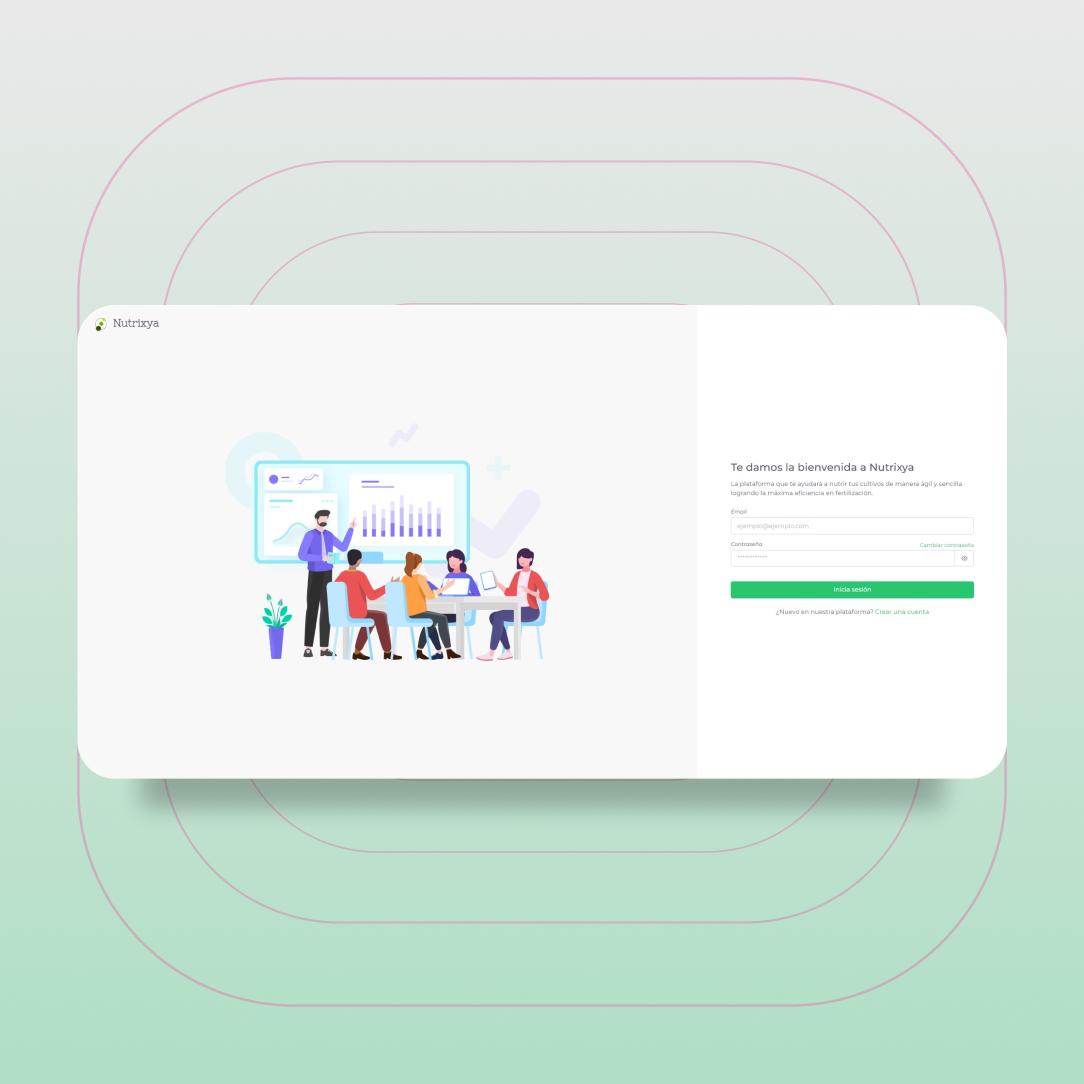 Nutrixya
Te damos la bienvenida a Nutrixya
La plataforma que te ayudará a nutrir tus cultivos de manera ágil y sencilla
logrando la máxima eficiencia en fertilización.
Email
ejemplo@ejemplo.com
Contraseña
Cambiar contraseña
************
Inicia sesión
¿Nuevo en nuestra plataforma? Crear una cuenta